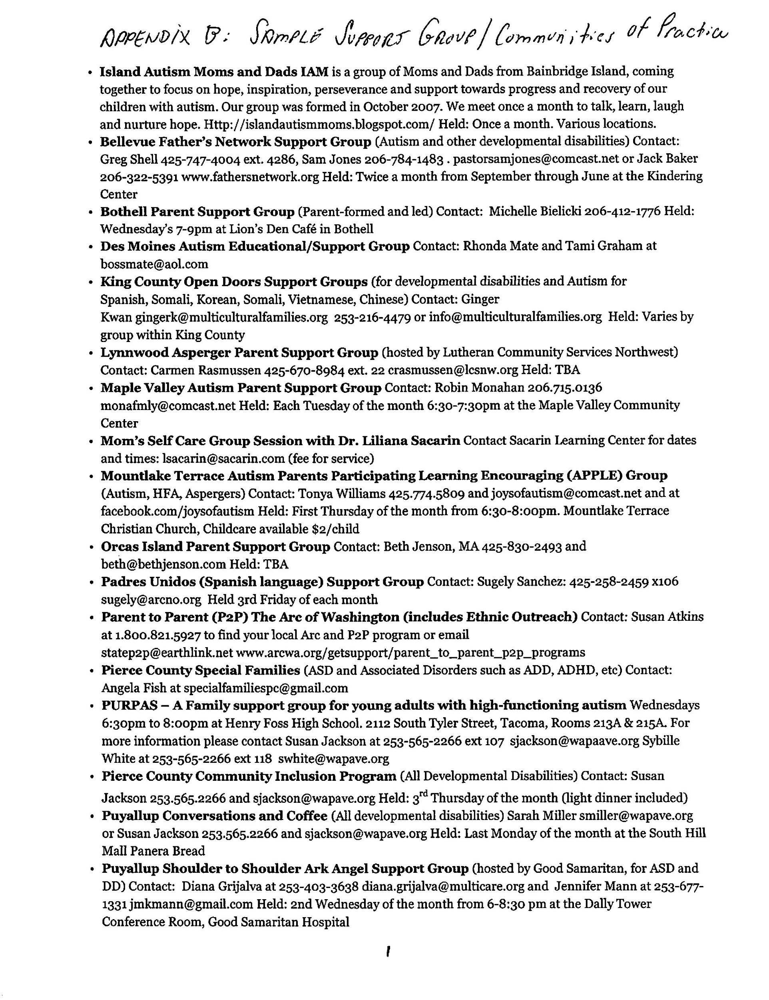 APPENDIX B: SAMPLE SUPPORT GROUP/Communities of Practice
• Island Autism Moms and Dads IAM is a group of Moms and Dads from Bainbridge Island, coming
together to focus on hope, inspiration, perseverance and support towards progress and recovery of our
children with autism. Our group was formed in October 2007. We meet once a month to talk, learn, laugh
and nurture hope. Http://islandautismmoms.blogspot.com/ Held: Once a month. Various locations.
• Bellevue Father's Network Support Group (Autism and other developmental disabilities) Contact:
Greg Shell 425-747-4004 ext. 4286, Sam Jones 206-784-1483 . pastorsamjones@comcast.net or Jack Baker
206-322-5391 www.fathersnetwork.org Held: Twice a month from September through June at the Kindering
Center
• Bothell Parent Support Group (Parent-formed and led) Contact:  Michelle Bielicki 206-412-1776 Held:
Wednesday's 7-9pm at Lion's Den Café in Bothell
• Des Moines Autism Educational/Support Group Contact: Rhonda Mate and Tami Graham at
bossmate@aol.com
• King County Open Doors Support Groups (for developmental disabilities and Autism for
Spanish, Somali, Korean, Somali, Vietnamese, Chinese) Contact: Ginger
Kwan gingerk@multiculturalfamilies.org  253-216-4479 or info@multiculturalfamilies.org  Held: Varies by
group within King County
• Lynnwood Asperger Parent Support Group (hosted by Lutheran Community Services Northwest)
Contact: Carmen Rasmussen 425-670-8984 ext. 22 crasmussen@lcsnw.org Held: TBA
• Maple Valley Autism Parent Support Group Contact: Robin Monahan 206.715.0136
monafmly@comcast.net Held: Each Tuesday of the month 6:30-7:30pm at the Maple Valley Community
Center
• Mom's Self Care Group Session with Dr. Liliana Sacarin Contact Sacarin Learning Center for dates
and times: lsacarin@sacarin.com (fee for service)
• Mountlake Terrace Autism Parents Participating Learning Encouraging (APPLE) Group
(Autism, HFA, Aspergers) Contact: Tonya Williams 425.774.5809 and joysofautism@comcast.net and at
facebook.com/joysofautism Held: First Thursday of the month from 6:30-8:00pm. Mountlake Terrace
Christian Church, Childcare available $2/child
• Orcas Island Parent Support Group Contact: Beth Jenson, MA 425-830-2493 and
beth@bethjenson.com Held: TBA
• Padres Unidos (Spanish language) Support Group Contact: Sugely Sanchez: 425-258-2459 x106
sugely@arcno.org  Held 3rd Friday of each month
• Parent to Parent (P2P) The Arc of Washington (includes Ethnic Outreach) Contact: Susan Atkins
at 1.800.821.5927 to find your local Arc and P2P program or email
statep2p@earthlink.net www.arcwa.org/getsupport/parent_to_parent_p2p_programs
• Pierce County Special Families (ASD and Associated Disorders such as ADD, ADHD, etc) Contact:
Angela Fish at specialfamiliespc@gmail.com
• PURPAS – A Family support group for young adults with high-functioning autism Wednesdays
6:30pm to 8:00pm at Henry Foss High School. 2112 South Tyler Street, Tacoma, Rooms 213A & 215A. For
more information please contact Susan Jackson at 253-565-2266 ext 107  sjackson@wapaave.org Sybille
White at 253-565-2266 ext 118  swhite@wapave.org
• Pierce County Community Inclusion Program (All Developmental Disabilities) Contact: Susan
Jackson 253.565.2266 and sjackson@wapave.org Held: 3rd Thursday of the month (light dinner included)
• Puyallup Conversations and Coffee (All developmental disabilities) Sarah Miller smiller@wapave.org
or Susan Jackson 253.565.2266 and sjackson@wapave.org Held: Last Monday of the month at the South Hill
Mall Panera Bread
• Puyallup Shoulder to Shoulder Ark Angel Support Group (hosted by Good Samaritan, for ASD and
DD) Contact:  Diana Grijalva at 253-403-3638 diana.grijalva@multicare.org and  Jennifer Mann at 253-677-
1331 jmkmann@gmail.com Held: 2nd Wednesday of the month from 6-8:30 pm at the Dally Tower
Conference Room, Good Samaritan Hospital
1